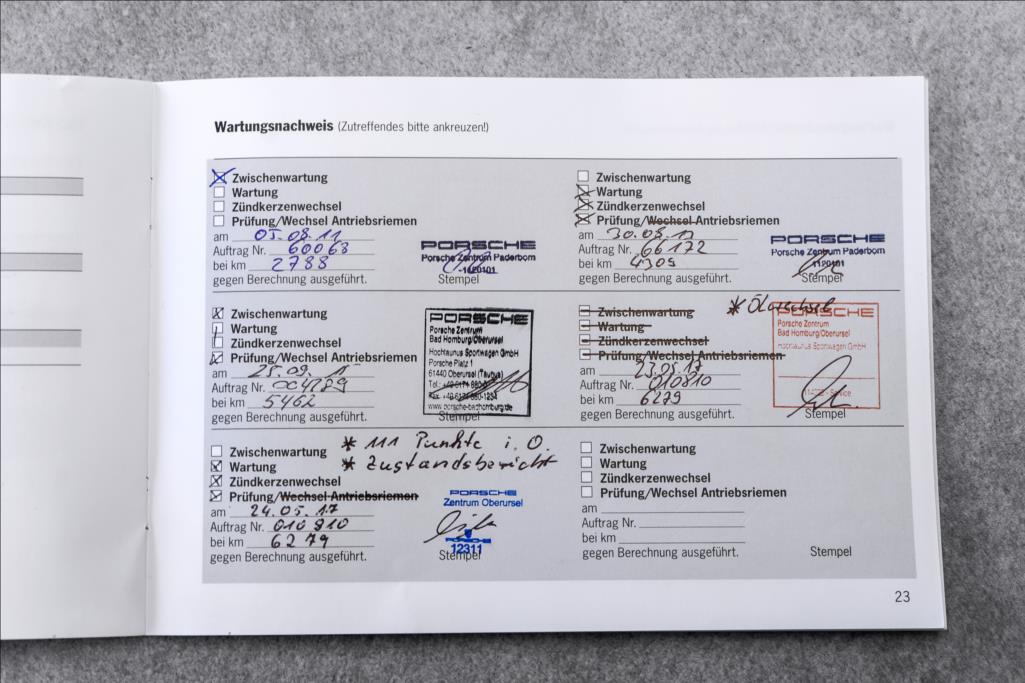 Wartungsnachweis (Zutreffendes bitte ankreuzen!)
Zwischenwartung
Wartung
Zündkerzenwechsel
Prüfung/Wechsel Antriebsriemen
am 05.08.11
Auftrag Nr. 60063
bei km 2788
gegen Berechnung ausgeführt.
PORSCHE
Porsche Zentrum Paderborn
Stempel
Zwischenwartung
Wartung
Zündkerzenwechsel
Prüfung/Wechsel Antriebsriemen
am 30.08.13
Auftrag Nr. 66172
bei km 4305
gegen Berechnung ausgeführt.
PORSCHE
Porsche Zentrum Paderborn
Stempel
Zwischenwartung
Wartung
Zündkerzenwechsel
Prüfung/Wechsel Antriebsriemen
am 25.09.15
Auftrag Nr. 004789
bei km 5462
gegen Berechnung ausgeführt.
PORSCHE
Porsche Zentrum
Bad Homburg/Oberursel
Hochtaunus Sportwagen GmbH
Porsche Platz 1
61440 Oberursel (Taunus)
www.porsche-badhomburg.de
Stempel
* Ölwechsel
Zwischenwartung
Wartung
Zündkerzenwechsel
Prüfung/Wechsel Antriebsriemen
am 23.05.17
Auftrag Nr. 010810
bei km 6279
gegen Berechnung ausgeführt.
PORSCHE
Porsche Zentrum
Bad Homburg/Oberursel
Hochtaunus Sportwagen GmbH
Service
Stempel
* 111 Punkte i. O.
* Zustandsbericht
Zwischenwartung
Wartung
Zündkerzenwechsel
Prüfung/Wechsel Antriebsriemen
am 24.05.17
Auftrag Nr. 010810
bei km 6279
gegen Berechnung ausgeführt.
PORSCHE
Zentrum Oberursel
PORSCHE
12311
Stempel
Zwischenwartung
Wartung
Zündkerzenwechsel
Prüfung/Wechsel Antriebsriemen
am
Auftrag Nr.
bei km
gegen Berechnung ausgeführt.
Stempel
23